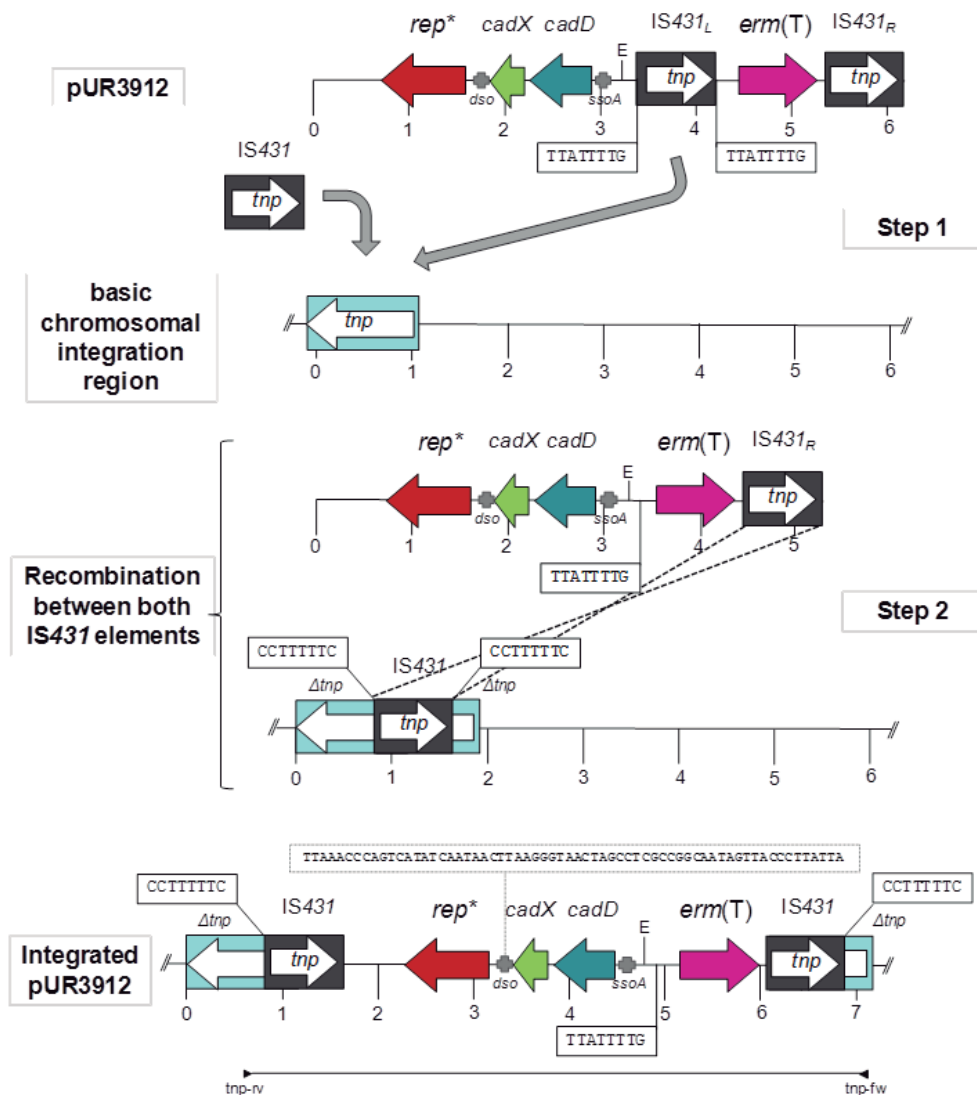 rep* cadX cadD IS431L erm(T) IS431R
E
pUR3912
tnp tnp
dso ssoA
0 1 2 3 4 5 6
TTATTTTG TTATTTTG
IS431
tnp
Step 1
basic
chromosomal
integration
region
tnp
0 1 2 3 4 5 6
rep* cadX cadD erm(T) IS431R
E
tnp
dso ssoA
0 1 2 3 4 5
TTATTTTG
Recombination
between both
IS431 elements
Step 2
CCTTTTTC IS431 CCTTTTTC
Δtnp Δtnp
tnp
0 1 2 3 4 5 6
TTAAACCCAGTCATATCAATAACTTAAGGGTAACTAGCCTCGCCGGCAATAGTTACCCTTATTA
CCTTTTTC CCTTTTTC
Δtnp IS431 rep* cadX cadD erm(T) IS431 Δtnp
E
Integrated
pUR3912
tnp tnp
dso ssoA
0 1 2 3 4 5 6 7
TTATTTTG
tnp-rv tnp-fw